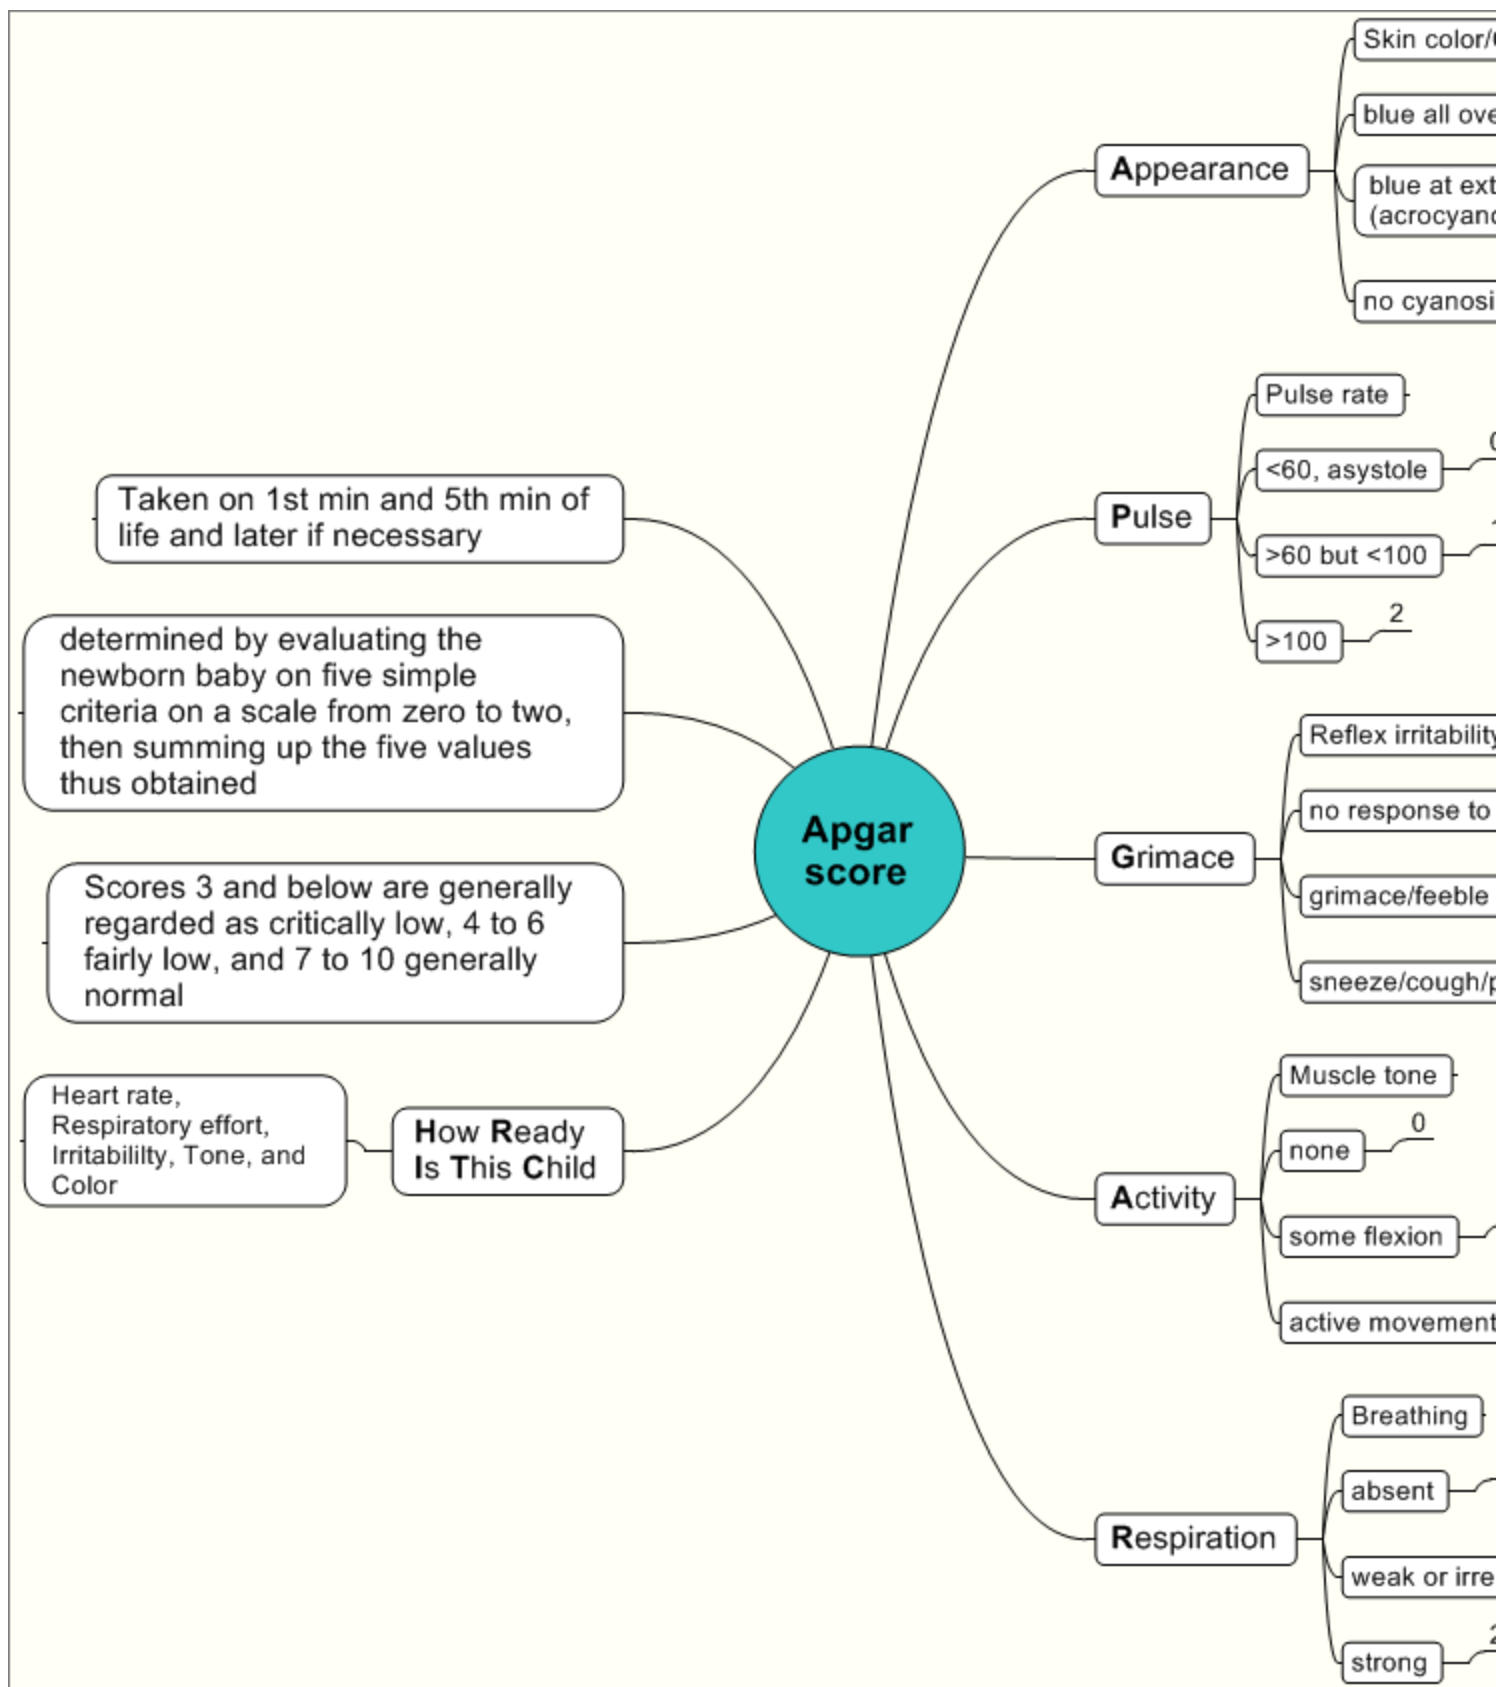 Apgar
score
Taken on 1st min and 5th min of
life and later if necessary
determined by evaluating the
newborn baby on five simple
criteria on a scale from zero to two,
then summing up the five values
thus obtained
Scores 3 and below are generally
regarded as critically low, 4 to 6
fairly low, and 7 to 10 generally
normal
How Ready
Is This Child
Heart rate,
Respiratory effort,
Irritabililty, Tone, and
Color
Appearance
Skin color/
blue all
blue at
no
Pulse
Pulse rate
<60, asystole
>60 but <100
>100
2
Grimace
Reflex irritability
no response to
grimace/feeble
sneeze/cough/
Activity
Muscle tone
none
0
some flexion
active movement
Respiration
Breathing
absent
weak or
strong
2